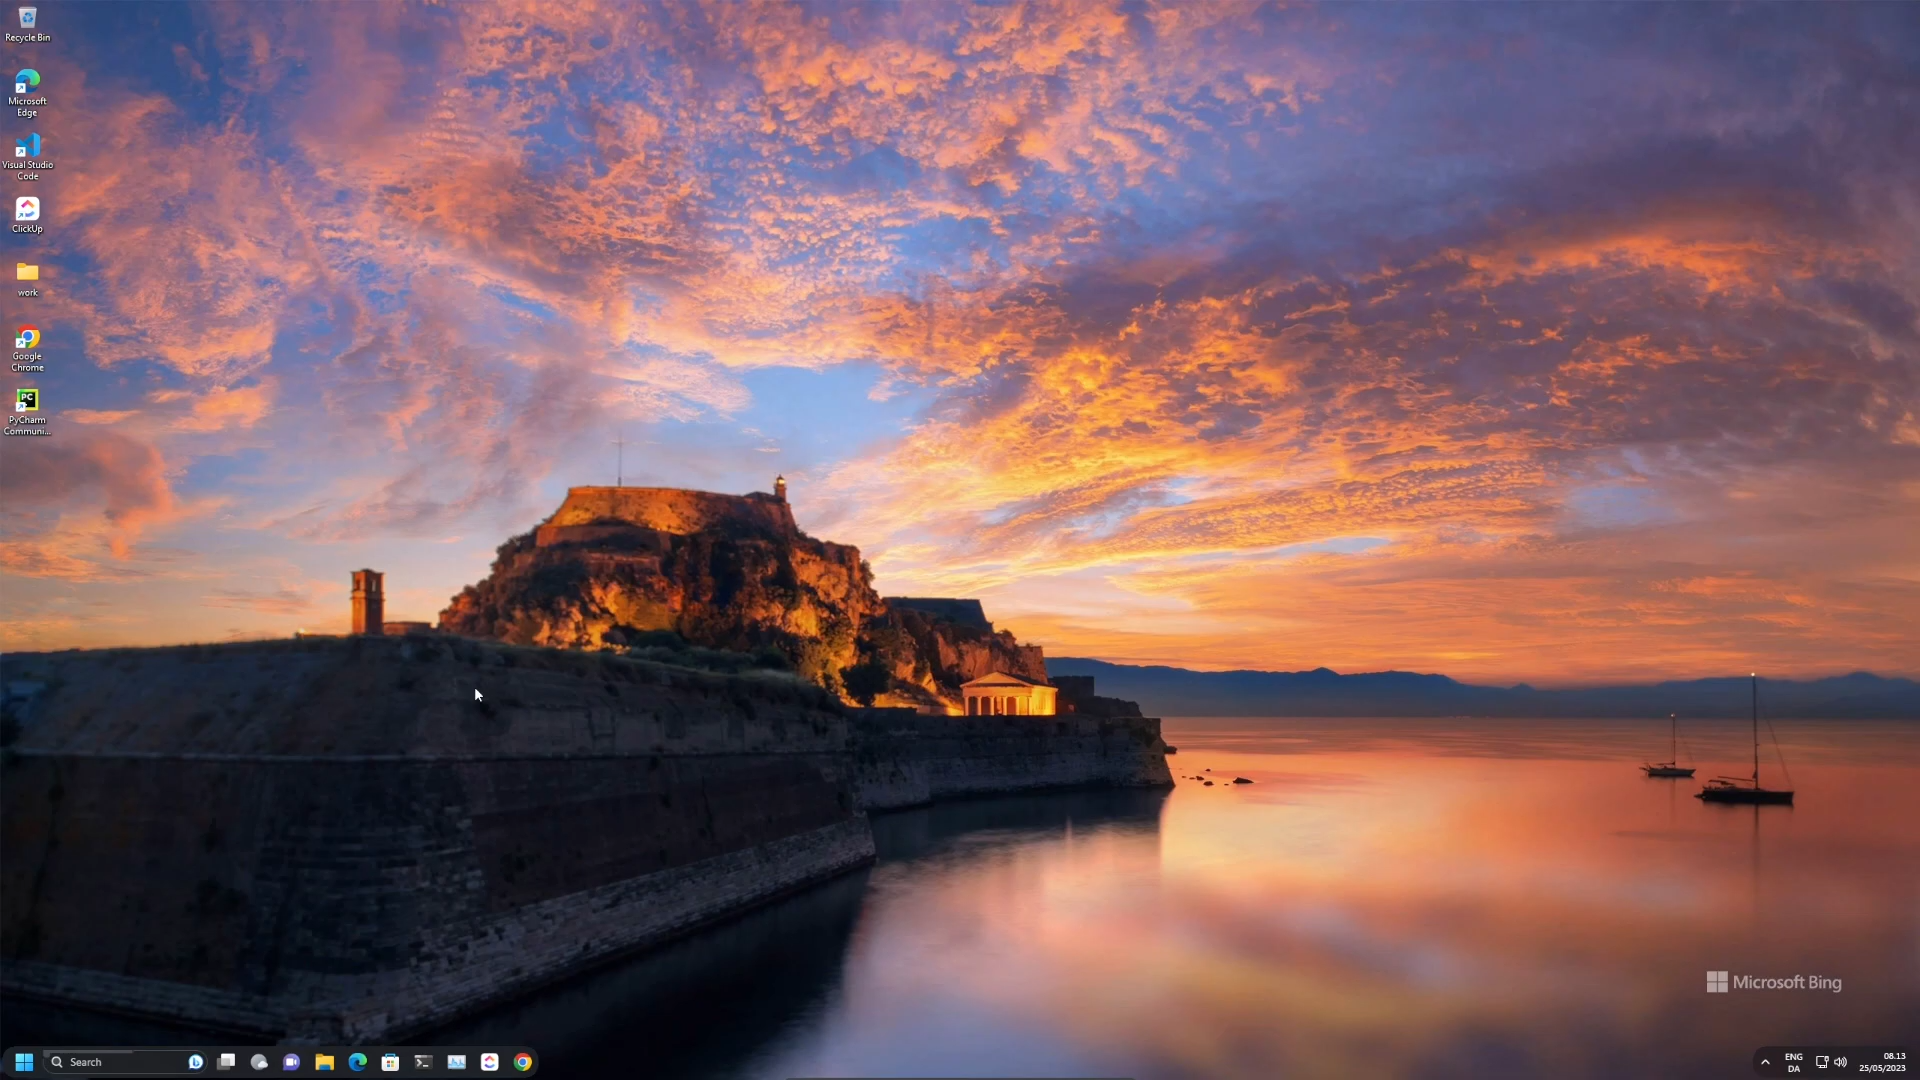 Recycle Bin
Microsoft
Edge
Visual Studio
Code
ClickUp
work
Google
Chrome
PC
PyCharm
Communi...
Microsoft Bing
Search
ENG
DA
08.13
25/05/2023